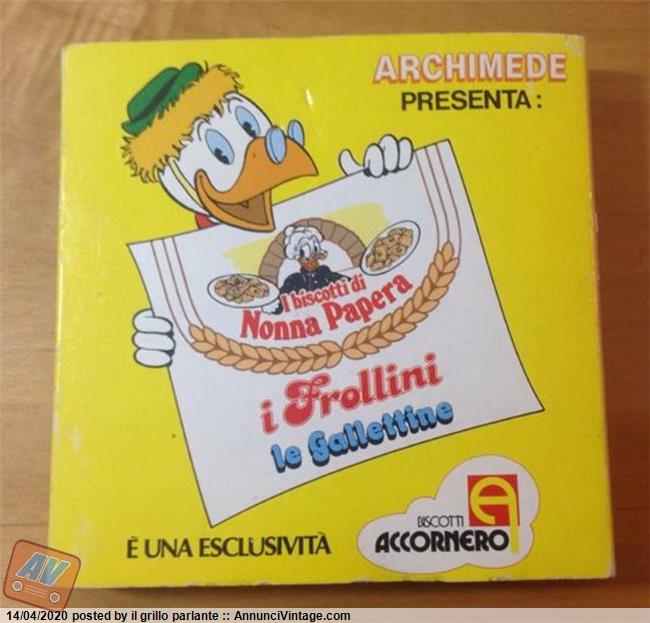 ARCHIMEDE
PRESENTA:
I biscotti di
Nonna Papera
i Frollini
le Gallettine
È UNA ESCLUSIVITÀ
BISCOTTI
ACCORNERO
A
AV
14/04/2020 posted by il grillo parlante :: AnnunciVintage.com